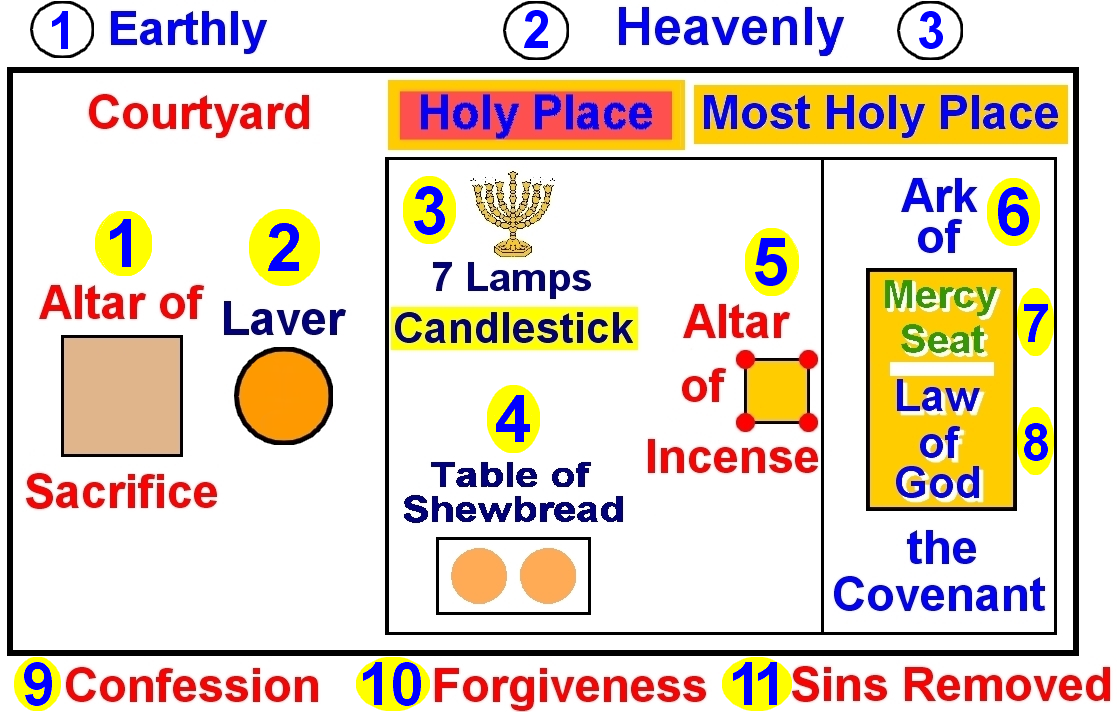 1 Earthly 2 Heavenly 3
Courtyard
Holy Place
Most Holy Place
1
Altar of
Sacrifice
2
Laver
3
7 Lamps
Candlestick
4
Table of
Shewbread
5
Altar
of
Incense
Ark 6
of
Mercy
Seat
7
Law
of
God
8
the
Covenant
9 Confession 10 Forgiveness 11 Sins Removed